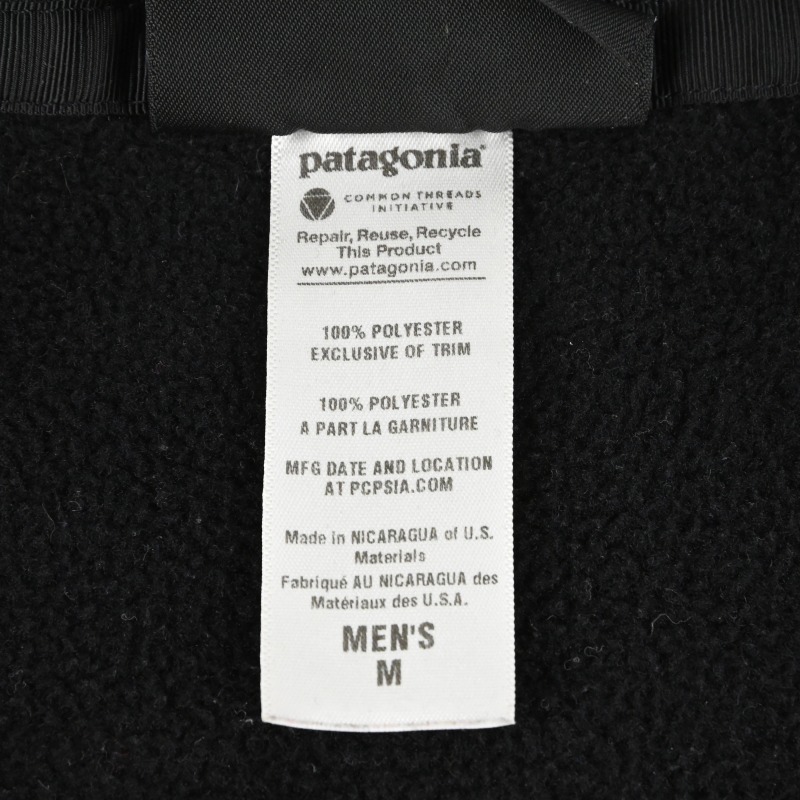 patagonia®
COMMON THREADS
INITIATIVE
Repair, Reuse, Recycle
This Product
www.patagonia.com
100% POLYESTER
EXCLUSIVE OF TRIM
100% POLYESTER
A PART LA GARNITURE
MFG DATE AND LOCATION
AT PCPSIA.COM
Made in NICARAGUA of U.S.
Materials
Fabriqué AU NICARAGUA des
Matériaux des U.S.A.
MEN'S
M